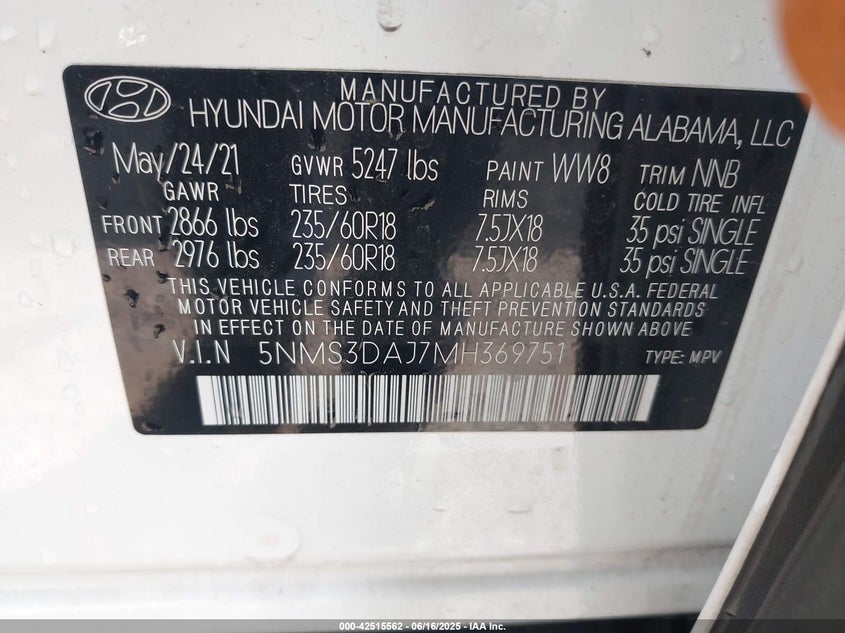 MANUFACTURED BY
HYUNDAI MOTOR MANUFACTURING ALABAMA, LLC
May/24/21 GVWR 5247 lbs PAINT WW8 TRIM NNB
GAWR TIRES RIMS COLD TIRE INFL
FRONT 2866 lbs 235/60R18 7.5JX18 35 psi SINGLE
REAR 2976 lbs 235/60R18 7.5JX18 35 psi SINGLE
THIS VEHICLE CONFORMS TO ALL APPLICABLE U.S.A. FEDERAL
MOTOR VEHICLE SAFETY AND THEFT PREVENTION STANDARDS
IN EFFECT ON THE DATE OF MANUFACTURE SHOWN ABOVE
V.I.N 5NMS3DAJ7MH369751 TYPE: MPV
000-42515562 - 06/16/2025 - IAA Inc.